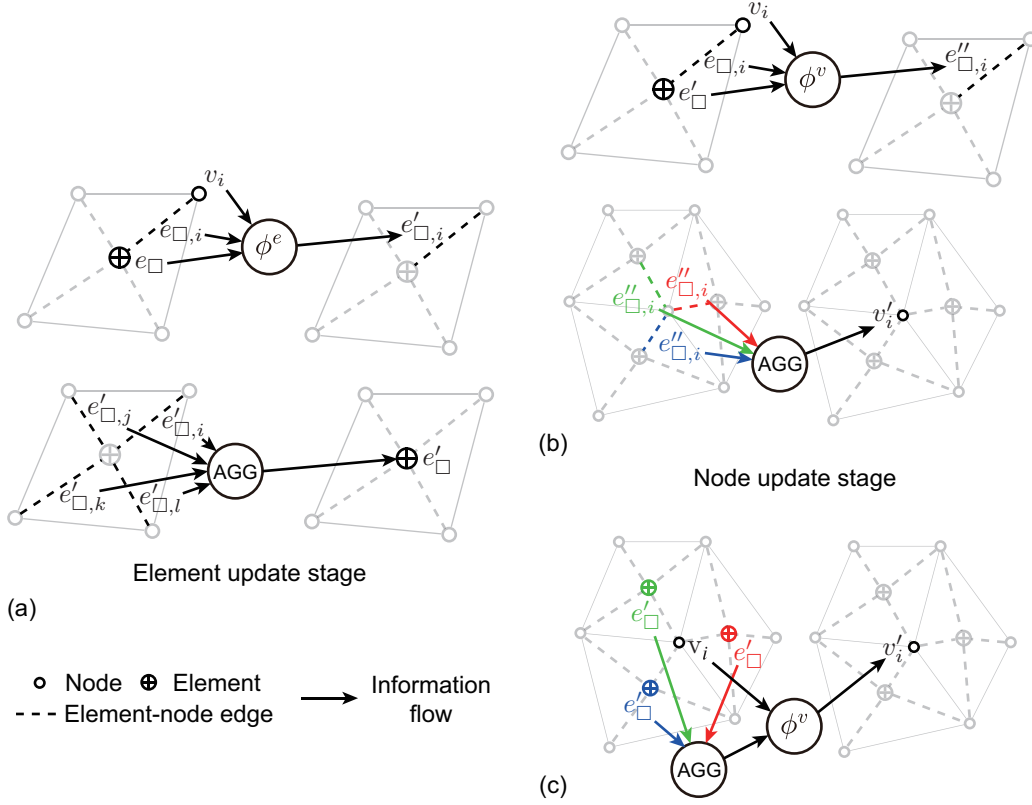 v_i
e_{□,i}
e_□
ϕ^e
e'_{□,i}
e'_{□,j}
e'_{□,i}
e'_{□,k}
e'_{□,l}
AGG
e'_□
Element update stage
(a)
Node
Element
Element-node edge
Information
flow
v_i
e_{□,i}
e'_□
ϕ^v
e''_{□,i}
e''_{□,i}
e''_{□,i}
e''_{□,i}
AGG
v'_i
(b)
Node update stage
e'_□
v_i
e'_□
e'_□
AGG
ϕ^v
v'_i
(c)